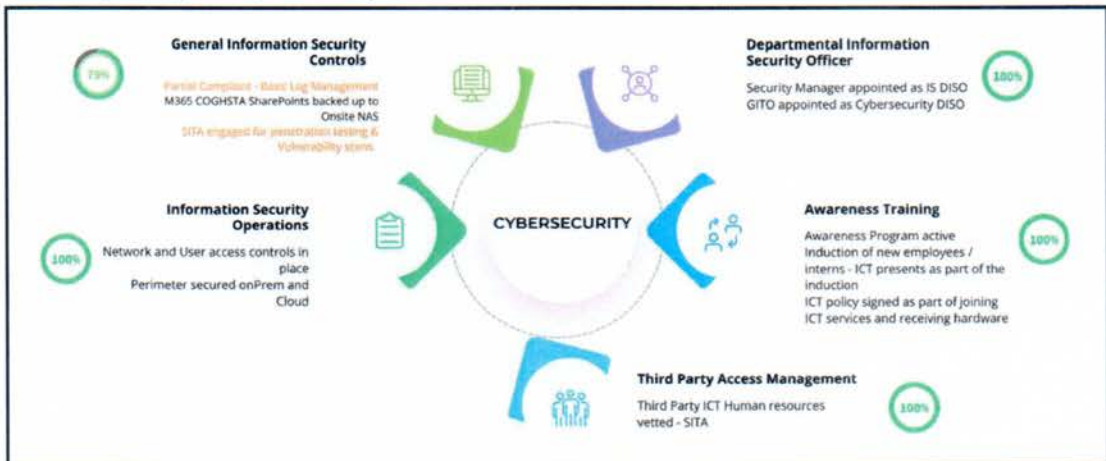 General Information Security
Controls
75%
Partial Compliant - Basic Log Management
M365 COGHSTA SharePoints backed up to
Onsite NAS
SITA engaged for penetration testing &
Vulnerability scans
Departmental Information
Security Officer
100%
Security Manager appointed as IS DISO
GITO appointed as Cybersecurity DISO
CYBERSECURITY
Information Security
Operations
100%
Network and User access controls in
place
Perimeter secured onPrem and
Cloud
Awareness Training
100%
Awareness Program active
Induction of new employees /
interns - ICT presents as part of the
induction
ICT policy signed as part of joining
ICT services and receiving hardware
Third Party Access Management
100%
Third Party ICT Human resources
vetted - SITA